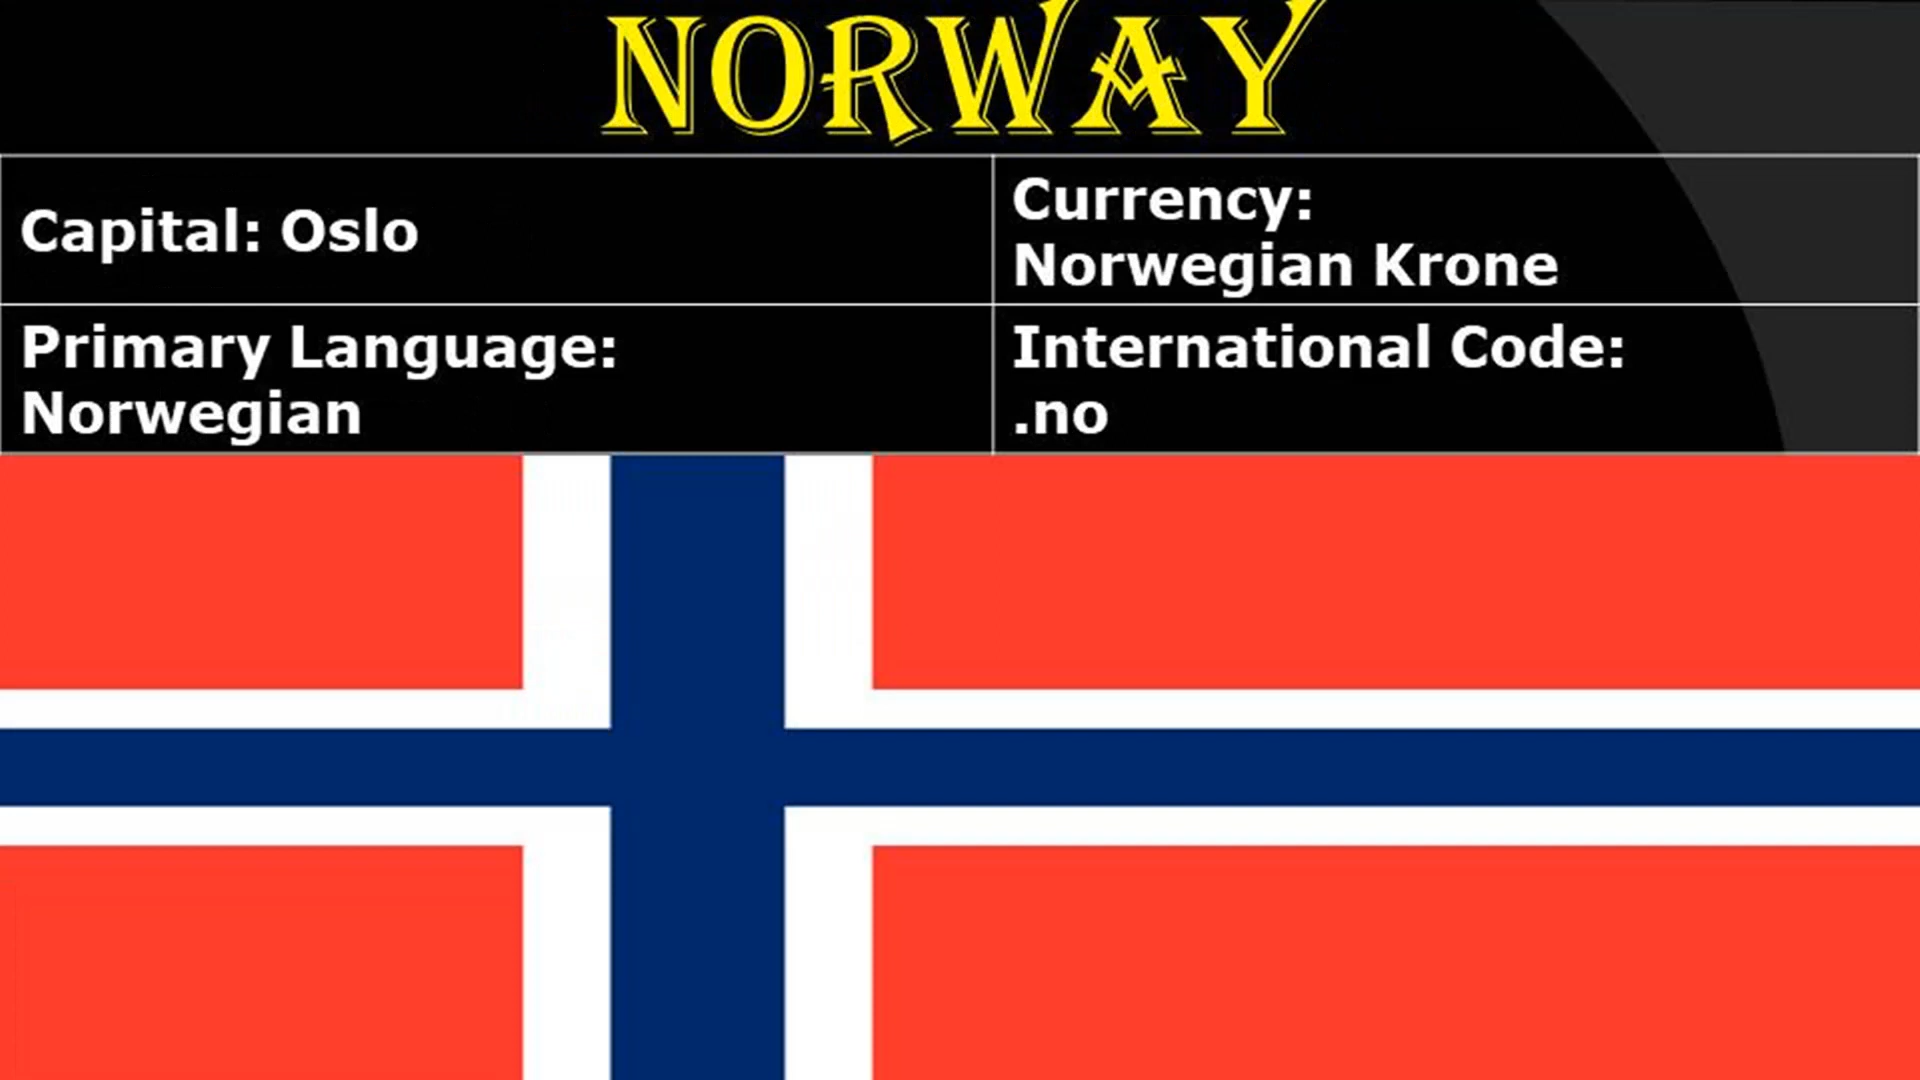 NORWAY
Capital: Oslo
Currency:
Norwegian Krone
Primary Language:
Norwegian
International Code:
.no